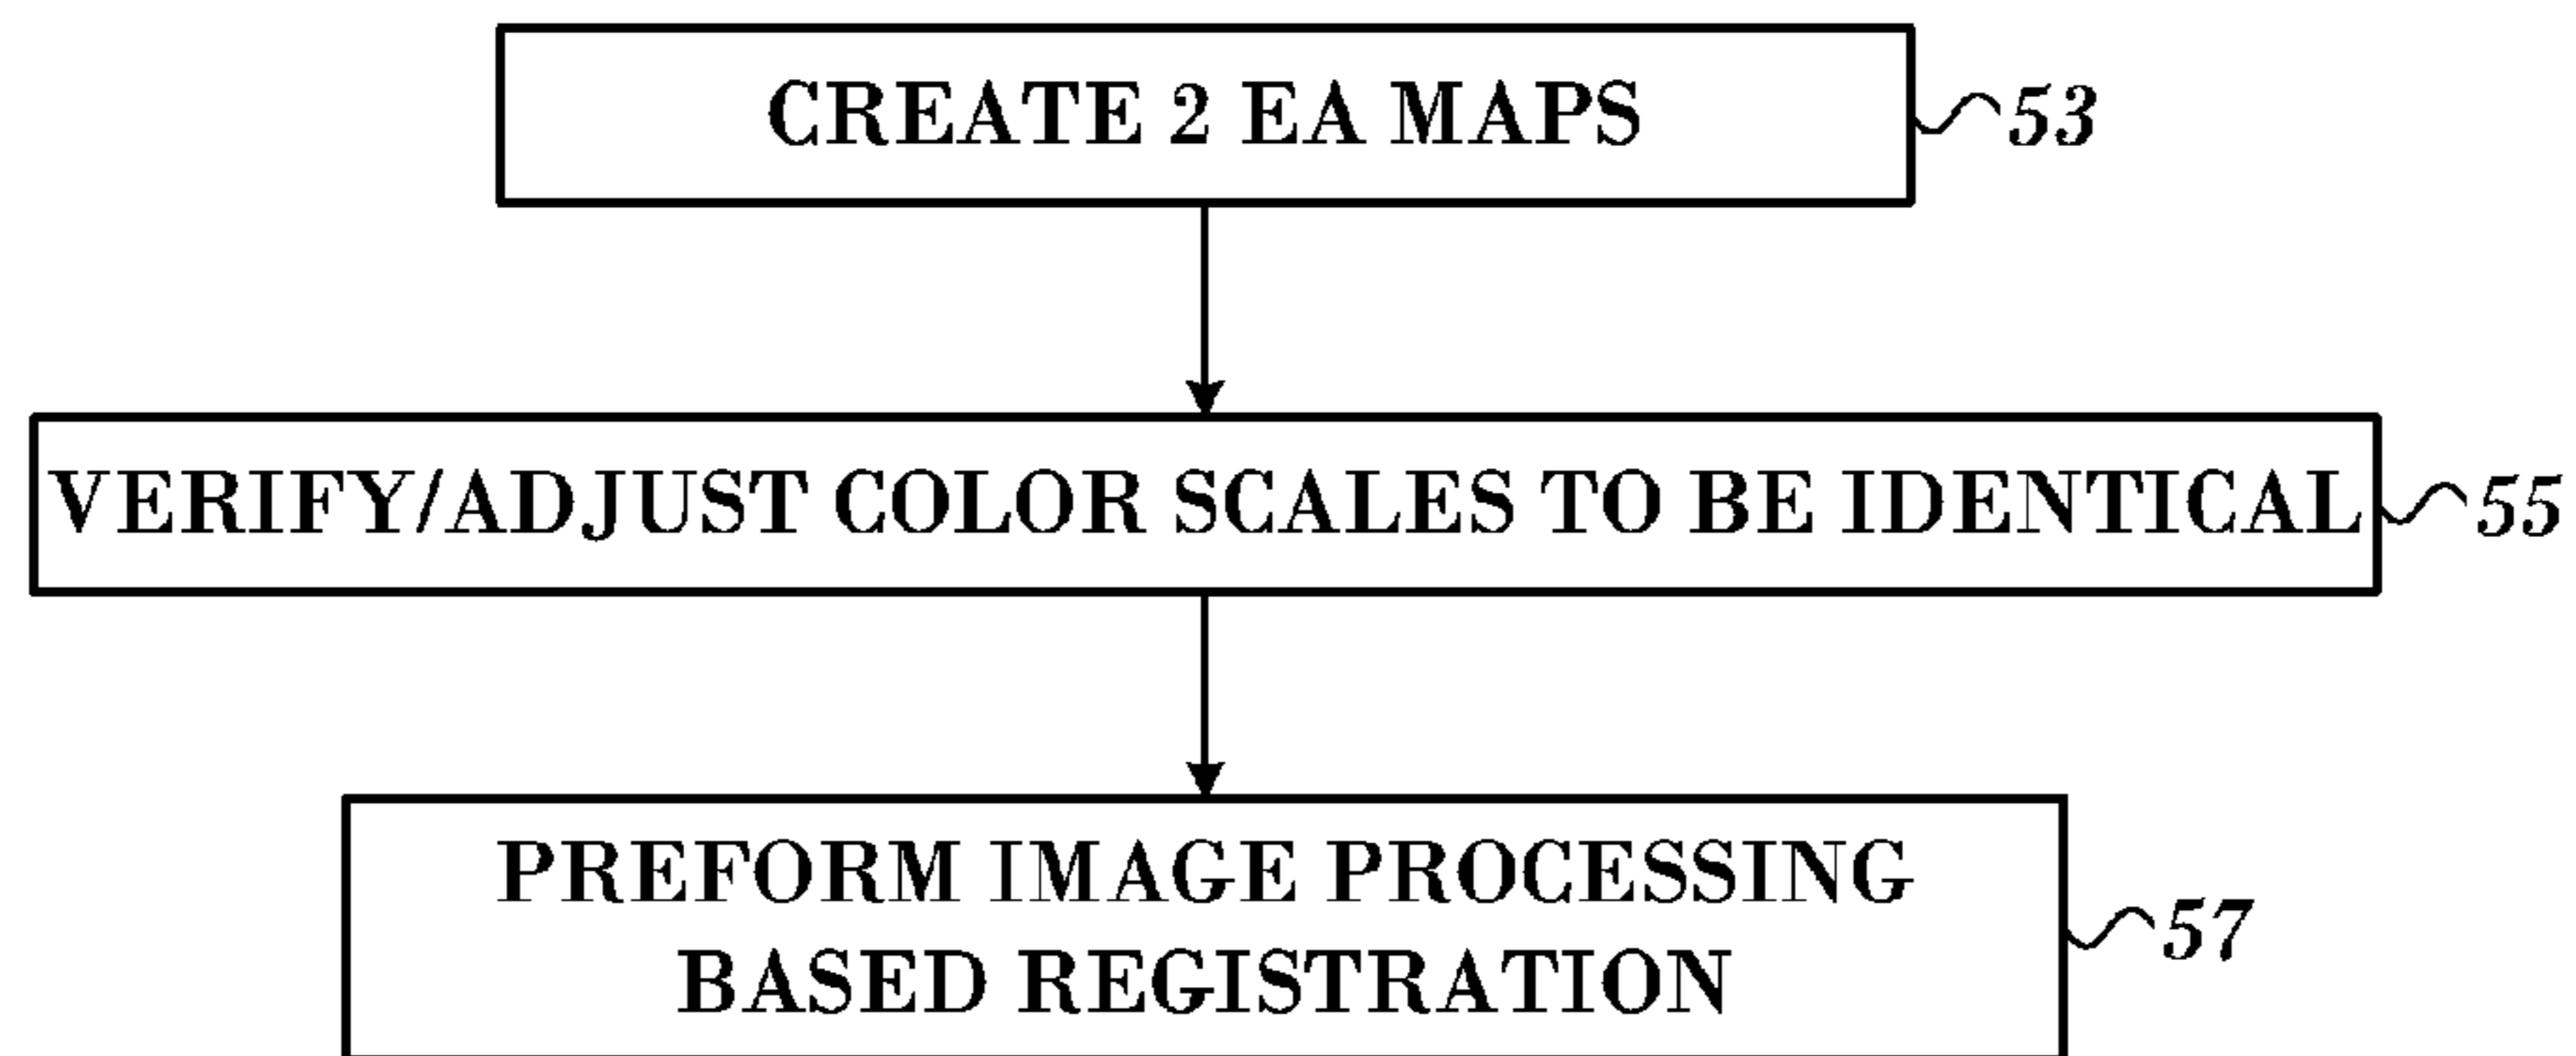 CREATE 2 EA MAPS
53
VERIFY/ADJUST COLOR SCALES TO BE IDENTICAL
55
PREFORM IMAGE PROCESSING
BASED REGISTRATION
57